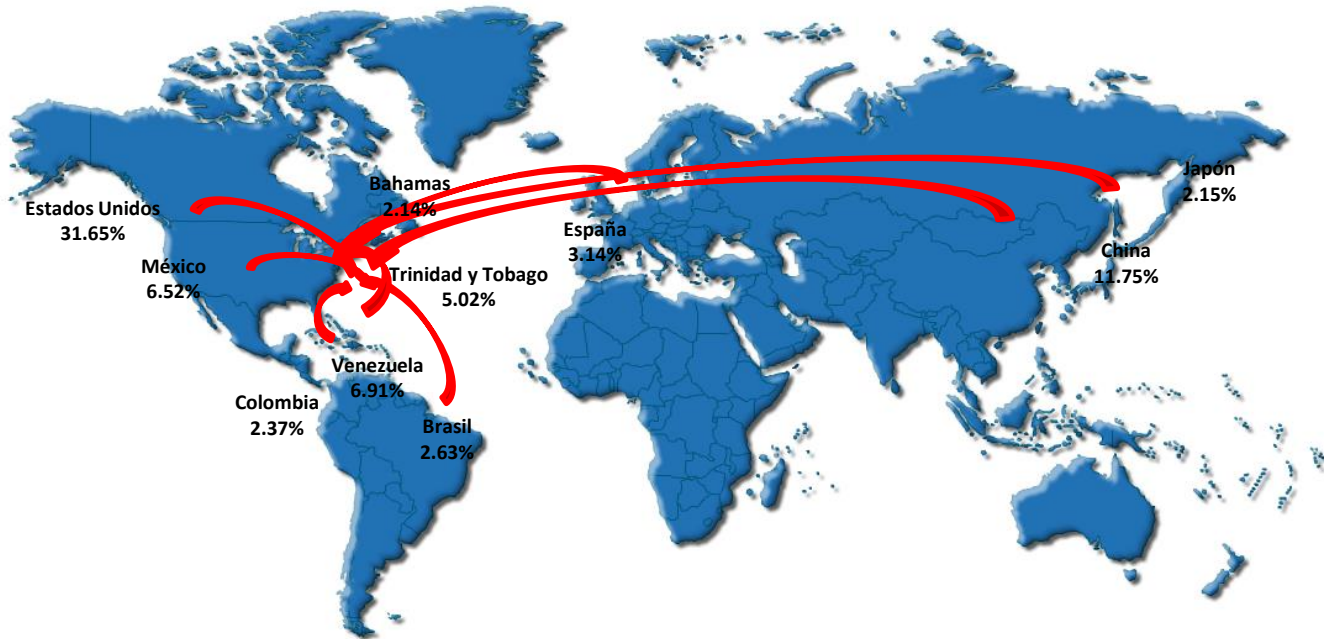 Japón
2.15%
Bahamas
2.14%
Estados Unidos
31.65%
España
3.14%
China
11.75%
México
6.52%
Trinidad y Tobago
5.02%
Venezuela
6.91%
Colombia
2.37%
Brasil
2.63%